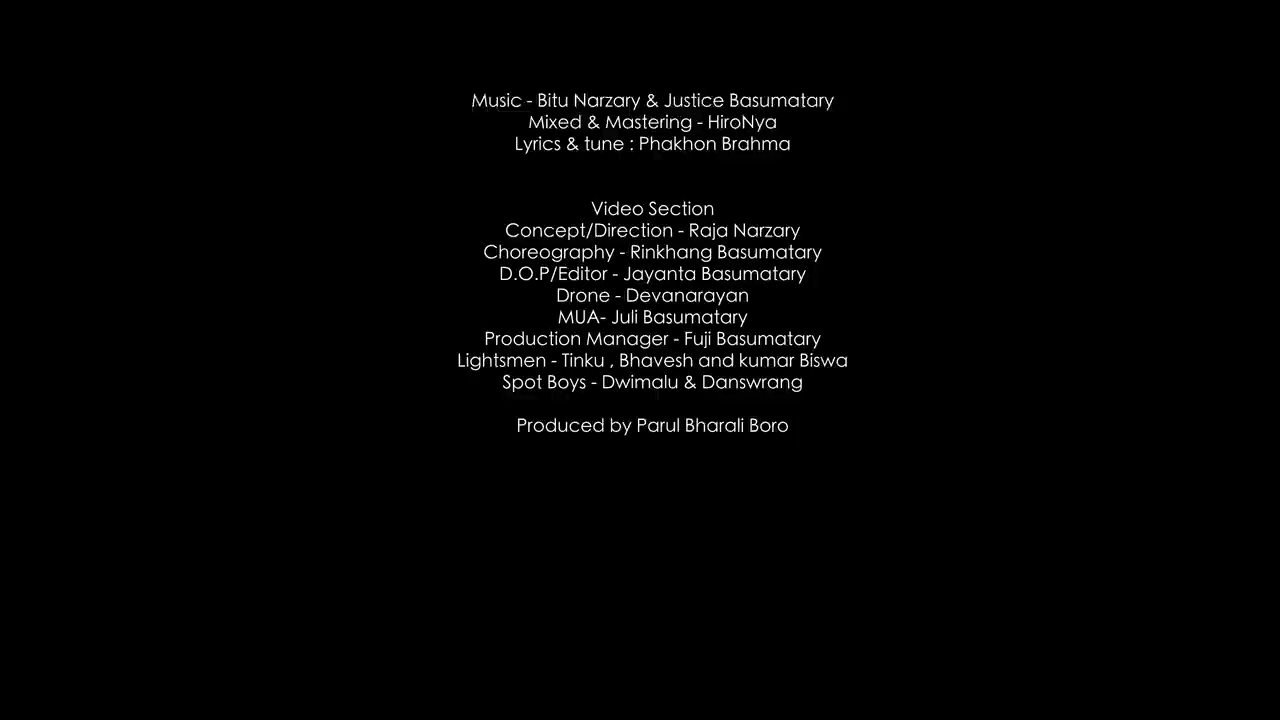 Music - Bitu Narzary & Justice Basumatary
Mixed & Mastering - HiroNya
Lyrics & tune : Phakhon Brahma
Video Section
Concept/Direction - Raja Narzary
Choreography - Rinkhang Basumatary
D.O.P/Editor - Jayanta Basumatary
Drone - Devanarayan
MUA- Juli Basumatary
Production Manager - Fuji Basumatary
Lightsmen - Tinku , Bhavesh and kumar Biswa
Spot Boys - Dwimalu & Danswrang
Produced by Parul Bharali Boro